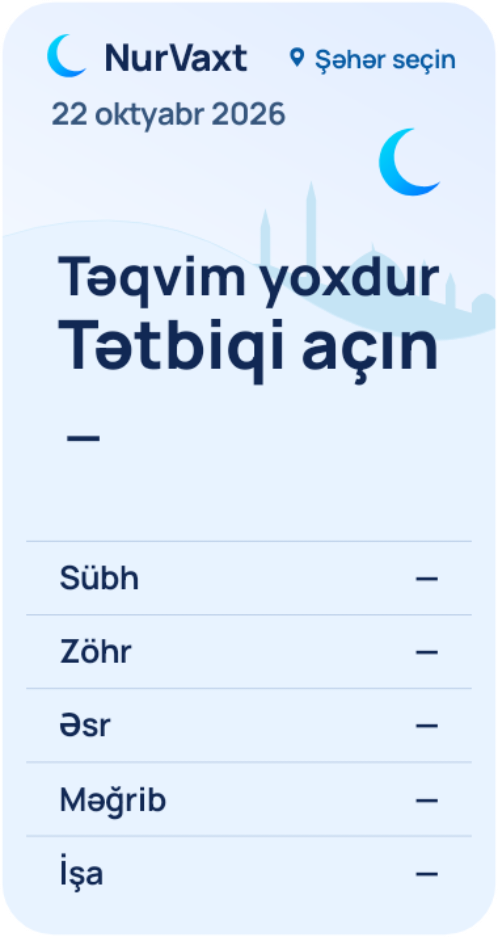 NurVaxt
Şəhər seçin
22 oktyabr 2026
Təqvim yoxdur
Tətbiqi açın
–
Sübh –
Zöhr –
Əsr –
Məğrib –
İşa –